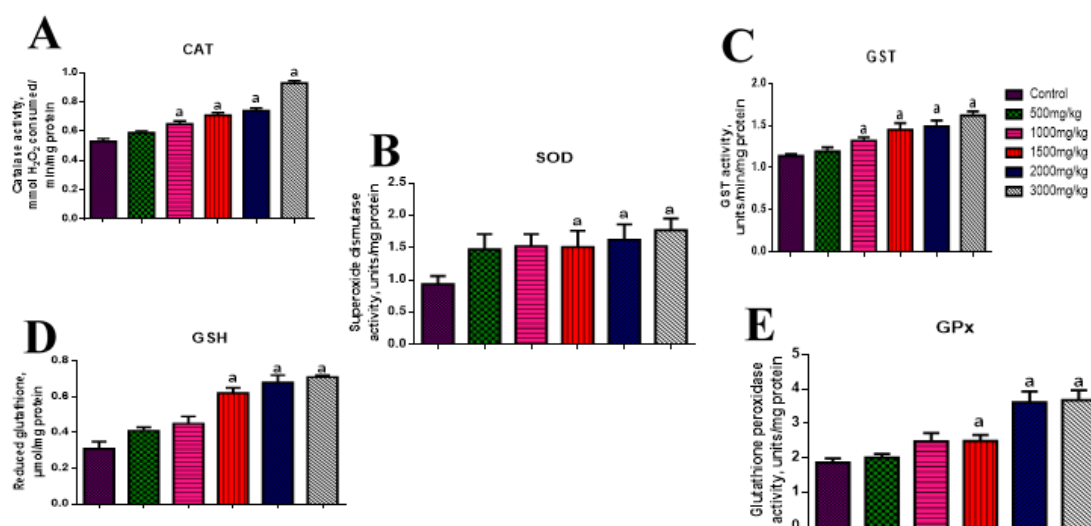 A
CAT
Catalase activity,
mmol H₂O₂ consumed/
min/mg protein
1.0
0.8
0.6
0.4
0.2
0.0
a
a
a
a
B
SOD
Superoxide dismutase
activity, units/mg protein
2.5
2.0
1.5
1.0
0.5
0.0
a
a
a
C
GST
GST activity,
units/min/mg protein
2.0
1.5
1.0
0.5
0.0
a
a
a
a
Control
500mg/kg
1000mg/kg
1500mg/kg
2000mg/kg
3000mg/kg
D
GSH
Reduced glutathione,
µmol/mg protein
0.8
0.6
0.4
0.2
0.0
a
a
a
E
GPx
Glutathione peroxidase
activity, units/mg protein
5
4
3
2
1
0
a
a
a